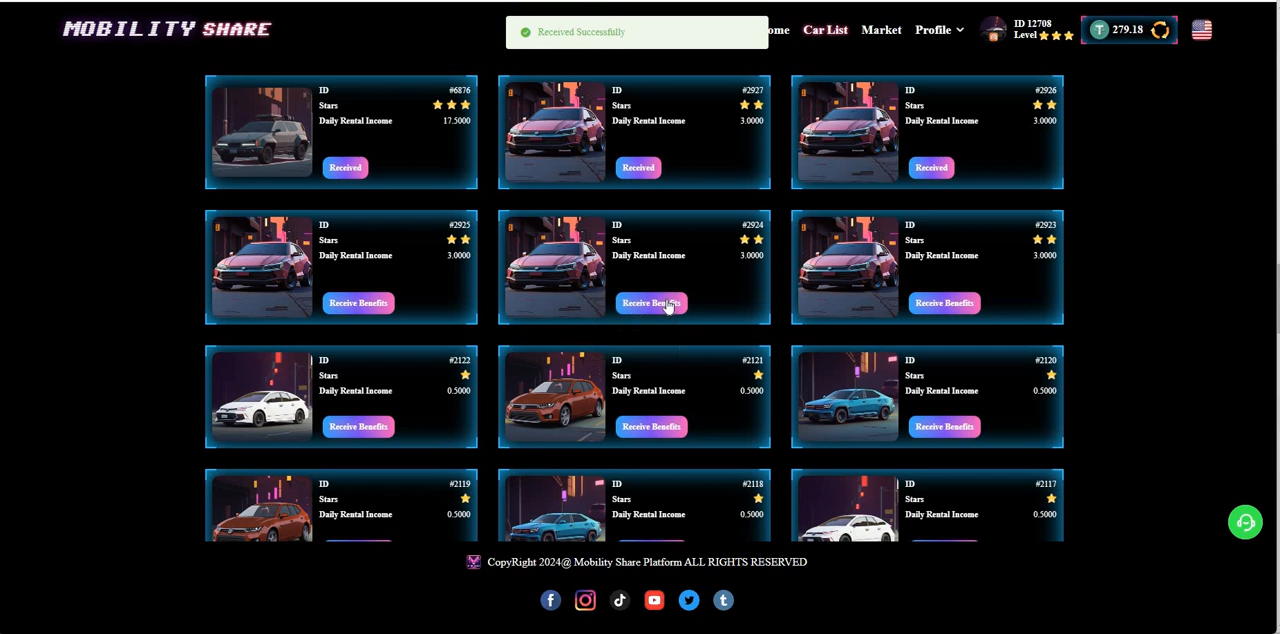 MOBILITY SHARE
Received Successfully
ome
Car List
Market
Profile
ID 12708
Level
279.18
ID #6876
Stars
Daily Rental Income 17.5000
Received
ID #2927
Stars
Daily Rental Income 3.0000
Received
ID #2926
Stars
Daily Rental Income 3.0000
Received
ID #2925
Stars
Daily Rental Income 3.0000
Receive Benefits
ID #2924
Stars
Daily Rental Income 3.0000
Receive Benefits
ID #2923
Stars
Daily Rental Income 3.0000
Receive Benefits
ID #2122
Stars
Daily Rental Income 0.5000
Receive Benefits
ID #2121
Stars
Daily Rental Income 0.5000
Receive Benefits
ID #2120
Stars
Daily Rental Income 0.5000
Receive Benefits
ID #2119
Stars
Daily Rental Income 0.5000
ID #2118
Stars
Daily Rental Income 0.5000
ID #2117
Stars
Daily Rental Income 0.5000
CopyRight 2024@ Mobility Share Platform ALL RIGHTS RESERVED